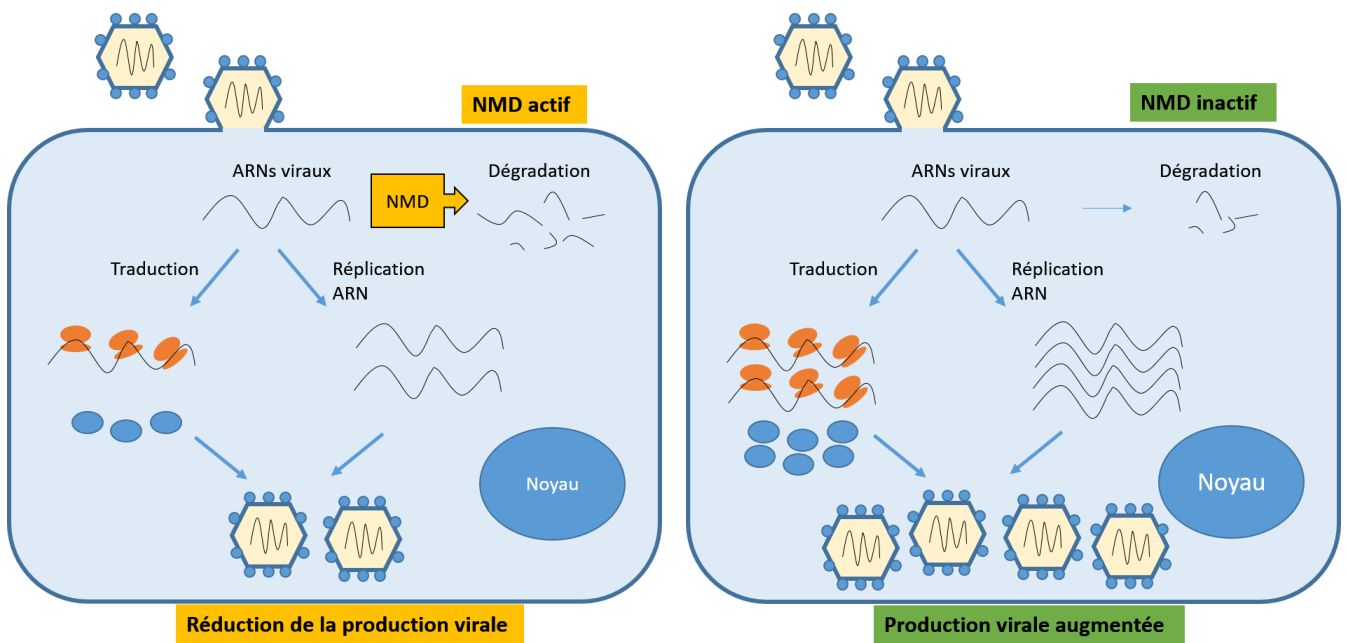 NMD actif
ARNs viraux
Dégradation
NMD
Traduction
Réplication
ARN
Noyau
Réduction de la production virale
NMD inactif
ARNs viraux
Dégradation
Traduction
Réplication
ARN
Noyau
Production virale augmentée